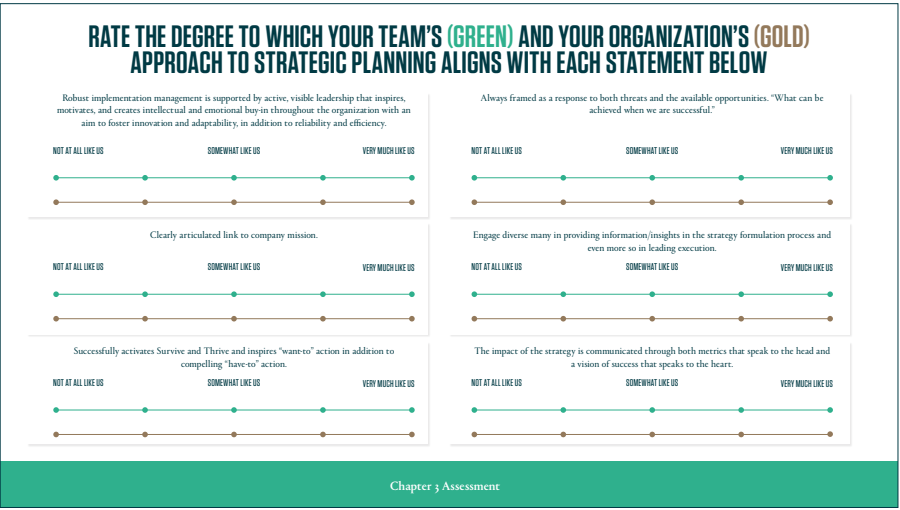 RATE THE DEGREE TO WHICH YOUR TEAM'S (GREEN) AND YOUR ORGANIZATION'S (GOLD)
APPROACH TO STRATEGIC PLANNING ALIGNS WITH EACH STATEMENT BELOW
Robust implementation management is supported by active, visible leadership that inspires,
motivates, and creates intellectual and emotional buy-in throughout the organization with an
aim to foster innovation and adaptability, in addition to reliability and efficiency.
NOT AT ALL LIKE US SOMEWHAT LIKE US VERY MUCH LIKE US
Always framed as a response to both threats and the available opportunities. “What can be
achieved when we are successful.”
NOT AT ALL LIKE US SOMEWHAT LIKE US VERY MUCH LIKE US
Clearly articulated link to company mission.
NOT AT ALL LIKE US SOMEWHAT LIKE US VERY MUCH LIKE US
Engage diverse many in providing information/insights in the strategy formulation process and
even more so in leading execution.
NOT AT ALL LIKE US SOMEWHAT LIKE US VERY MUCH LIKE US
Successfully activates Survive and Thrive and inspires “want-to” action in addition to
compelling “have-to” action.
NOT AT ALL LIKE US SOMEWHAT LIKE US VERY MUCH LIKE US
The impact of the strategy is communicated through both metrics that speak to the head and
a vision of success that speaks to the heart.
NOT AT ALL LIKE US SOMEWHAT LIKE US VERY MUCH LIKE US
Chapter 3 Assessment